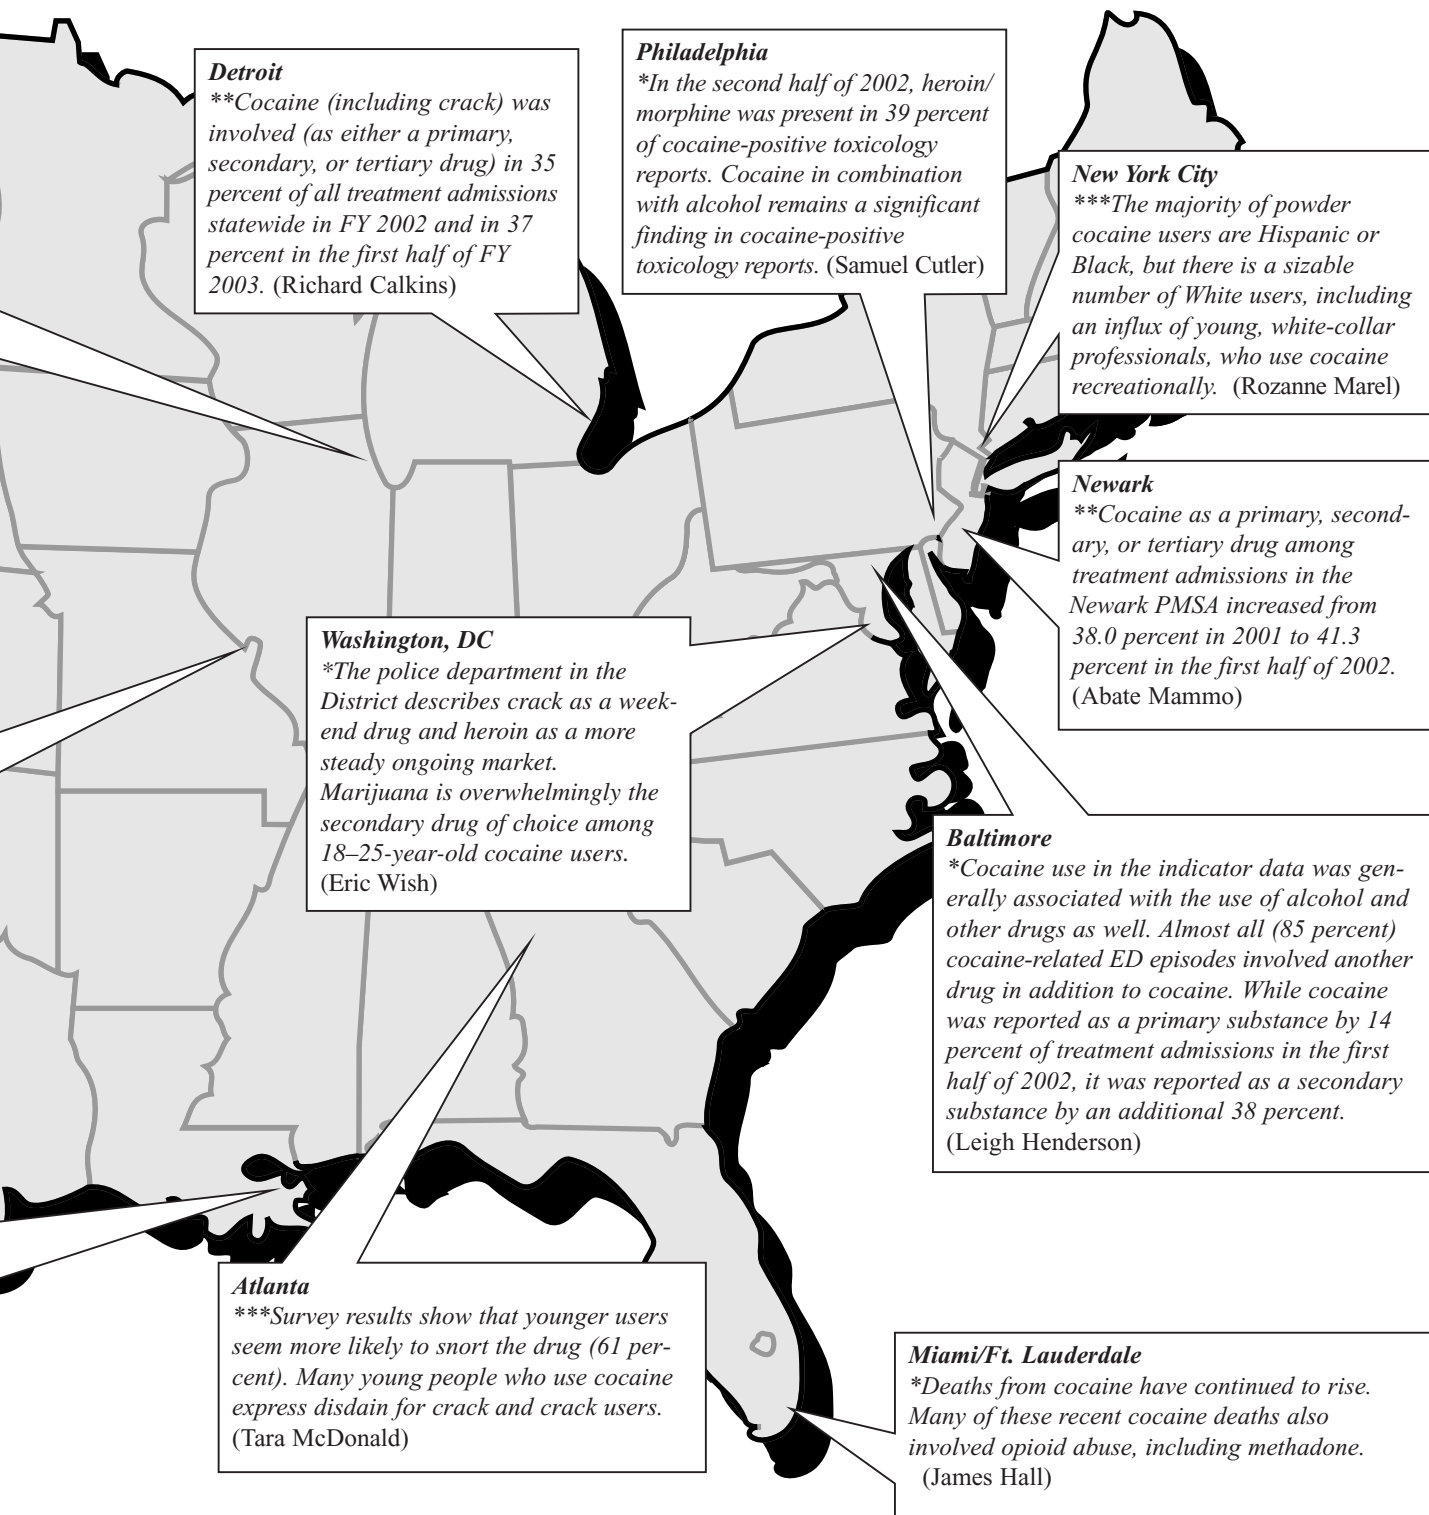 Detroit
**Cocaine (including crack) was
involved (as either a primary,
secondary, or tertiary drug) in 35
percent of all treatment admissions
statewide in FY 2002 and in 37
percent in the first half of FY
2003. (Richard Calkins)
Philadelphia
*In the second half of 2002, heroin/
morphine was present in 39 percent
of cocaine-positive toxicology
reports. Cocaine in combination
with alcohol remains a significant
finding in cocaine-positive
toxicology reports. (Samuel Cutler)
New York City
***The majority of powder
cocaine users are Hispanic or
Black, but there is a sizable
number of White users, including
an influx of young, white-collar
professionals, who use cocaine
recreationally. (Rozanne Marel)
Newark
**Cocaine as a primary, second-
ary, or tertiary drug among
treatment admissions in the
Newark PMSA increased from
38.0 percent in 2001 to 41.3
percent in the first half of 2002.
(Abate Mammo)
Washington, DC
*The police department in the
District describes crack as a week-
end drug and heroin as a more
steady ongoing market.
Marijuana is overwhelmingly the
secondary drug of choice among
18–25-year-old cocaine users.
(Eric Wish)
Baltimore
*Cocaine use in the indicator data was gen-
erally associated with the use of alcohol and
other drugs as well. Almost all (85 percent)
cocaine-related ED episodes involved another
drug in addition to cocaine. While cocaine
was reported as a primary substance by 14
percent of treatment admissions in the first
half of 2002, it was reported as a secondary
substance by an additional 38 percent.
(Leigh Henderson)
Atlanta
***Survey results show that younger users
seem more likely to snort the drug (61 per-
cent). Many young people who use cocaine
express disdain for crack and crack users.
(Tara McDonald)
Miami/Ft. Lauderdale
*Deaths from cocaine have continued to rise.
Many of these recent cocaine deaths also
involved opioid abuse, including methadone.
(James Hall)